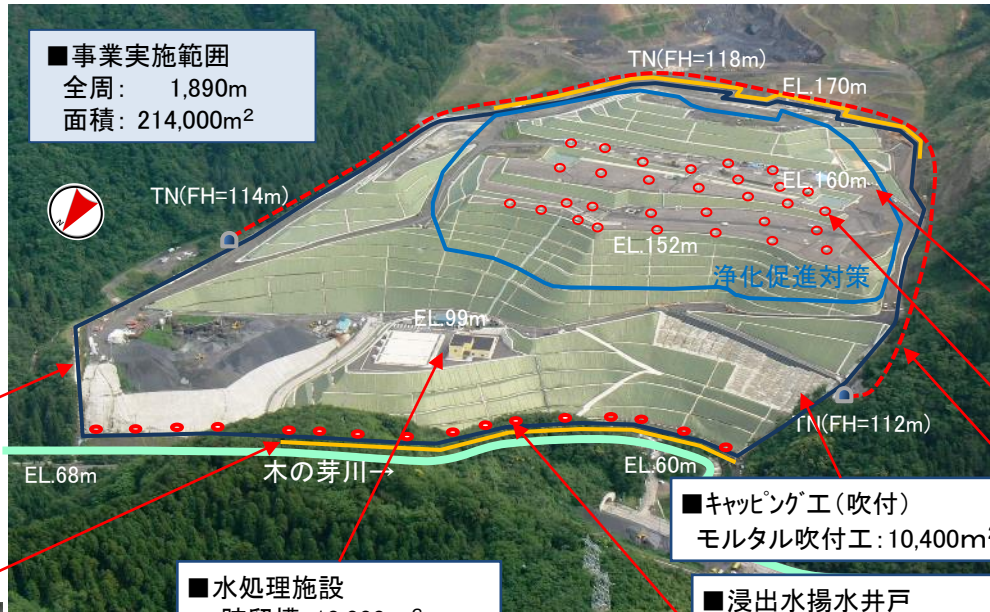 ■事業実施範囲
全周： 1,890m
面積： 214,000m²
TN(FH=118m)
EL.170m
TN(FH=114m)
EL.160m
EL.152m
浄化促進対策
EL.99m
TN(FH=112m)
EL.68m
木の芽川→
EL.60m
■キャッピング工（吹付）
モルタル吹付工：10,400m²
■水処理施設
■浸出水揚水井戸
N